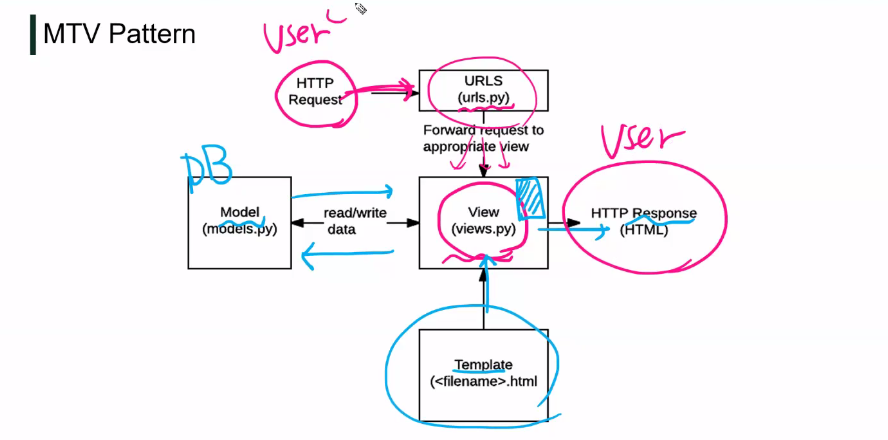 MTV Pattern
User
HTTP
Request
URLS
(urls.py)
Forward request to
appropriate view
User
DB
Model
(models.py)
read/write
data
View
(views.py)
HTTP Response
(HTML)
Template
(<filename>.html